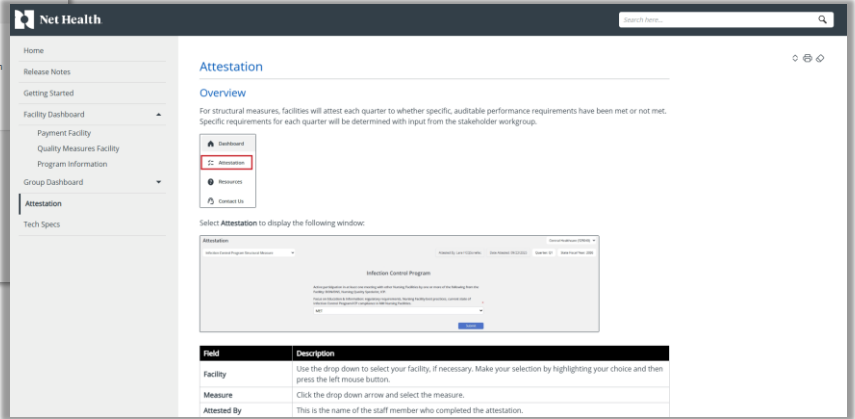 Net Health
Search here...
Home
Release Notes
Getting Started
Facility Dashboard
Payment Facility
Quality Measures Facility
Program Information
Group Dashboard
Attestation
Tech Specs
Attestation
Overview
For structural measures, facilities will attest each quarter to whether specific, auditable performance requirements have been met or not met.
Specific requirements for each quarter will be determined with input from the stakeholder workgroup.
Dashboard
Attestation
Resources
Contact Us
Select Attestation to display the following window:
Attestation
Infection Control Program Structural Measure
Infection Control Program
MET
Submit
Field Description
Facility Use the drop down to select your facility, if necessary. Make your selection by highlighting your choice and then
press the left mouse button.
Measure Click the drop down arrow and select the measure.
Attested By This is the name of the staff member who completed the attestation.